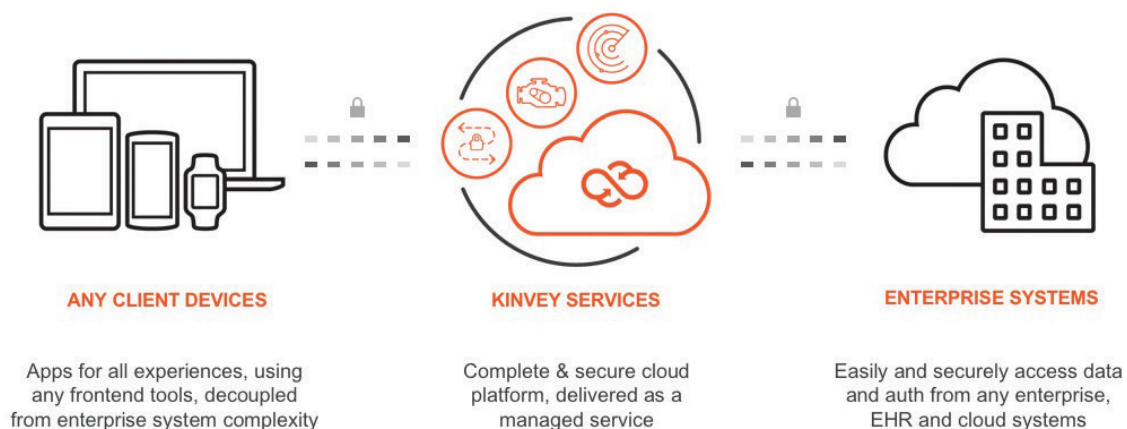 ANY CLIENT DEVICES
KINVEY SERVICES
ENTERPRISE SYSTEMS
Apps for all experiences, using
any frontend tools, decoupled
from enterprise system complexity
Complete & secure cloud
platform, delivered as a
managed service
Easily and securely access data
and auth from any enterprise,
EHR and cloud systems